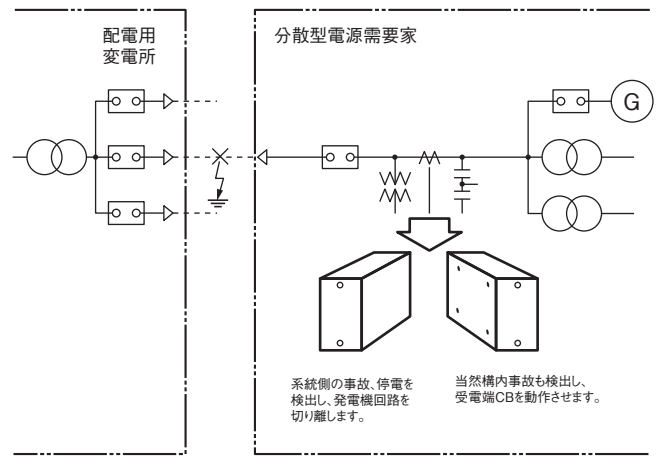 配電用
変電所
分散型電源需要家
G
系統側の事故、停電を
検出し、発電機回路を
切り離します。
当然構内事故も検出し、
受電端CBを動作させます。